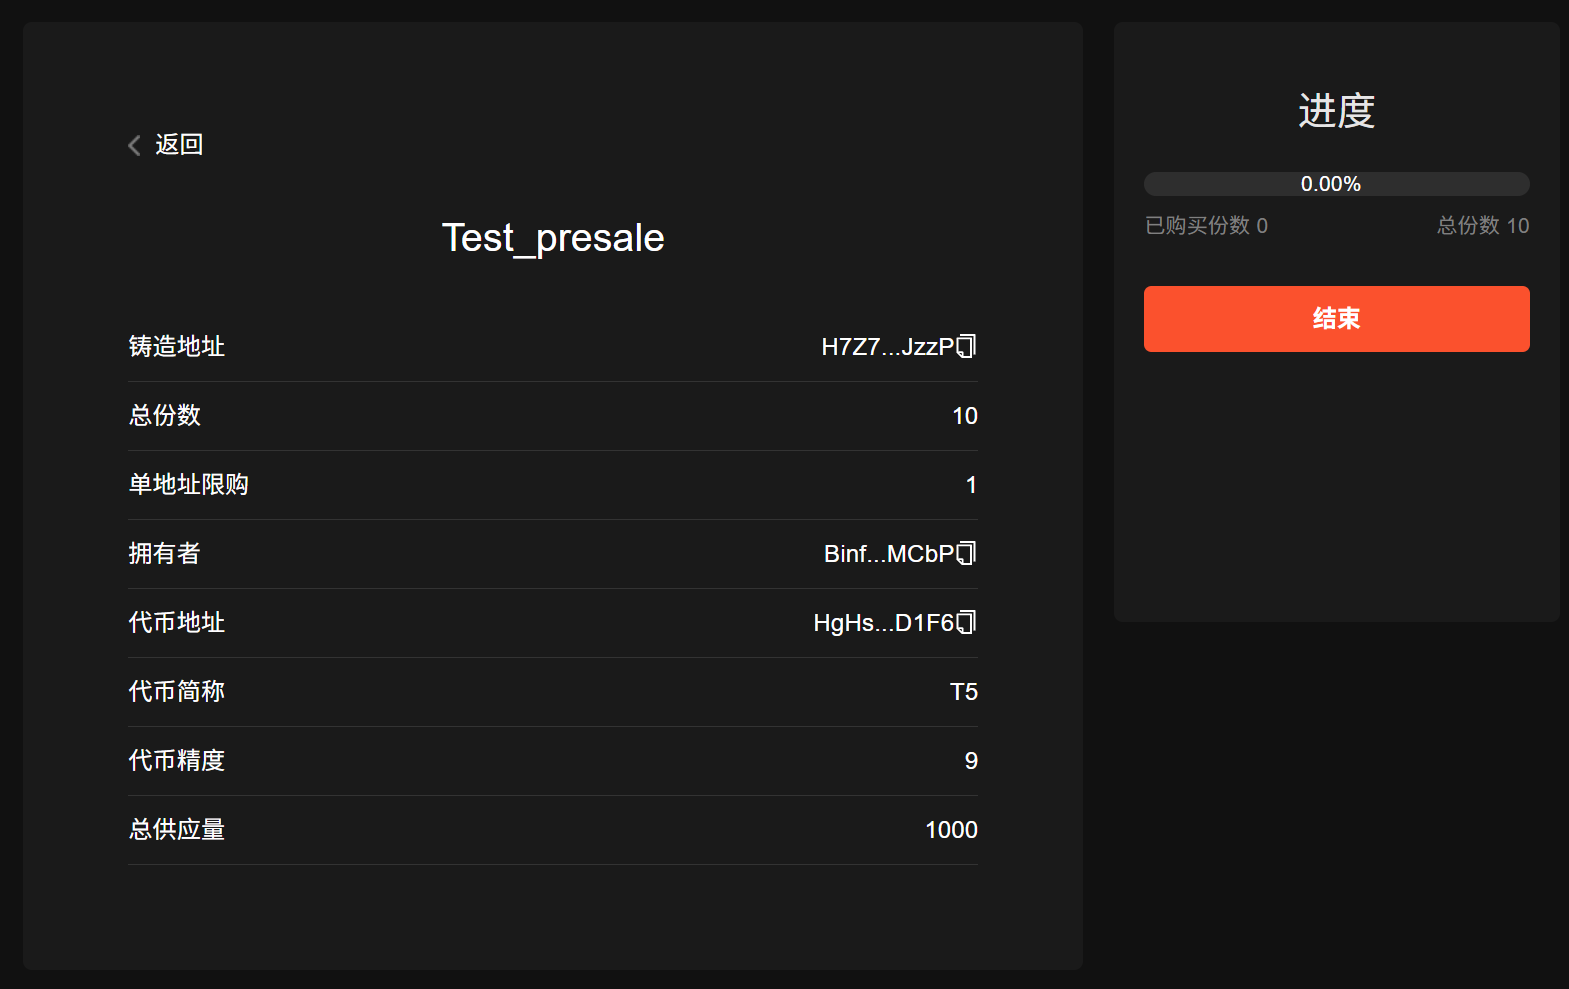 返回
Test_presale
铸造地址 H7Z7...JzzP
总份数 10
单地址限购 1
拥有者 Binf...MCbP
代币地址 HgHs...D1F6
代币简称 T5
代币精度 9
总供应量 1000
进度
0.00%
已购买份数 0 总份数 10
结束